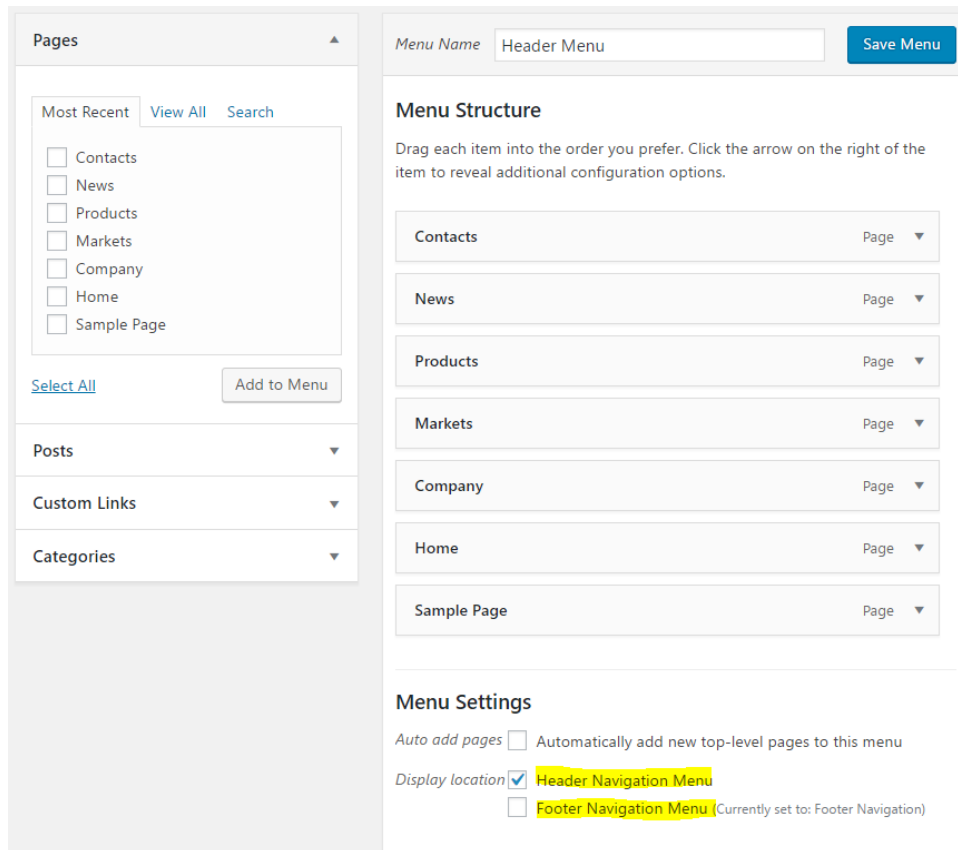 Pages
Most Recent View All Search
Contacts
News
Products
Markets
Company
Home
Sample Page
Select All Add to Menu
Posts
Custom Links
Categories
Menu Name Header Menu Save Menu
Menu Structure
Drag each item into the order you prefer. Click the arrow on the right of the
item to reveal additional configuration options.
Contacts Page
News Page
Products Page
Markets Page
Company Page
Home Page
Sample Page Page
Menu Settings
Auto add pages Automatically add new top-level pages to this menu
Display location Header Navigation Menu
Footer Navigation Menu (Currently set to: Footer Navigation)